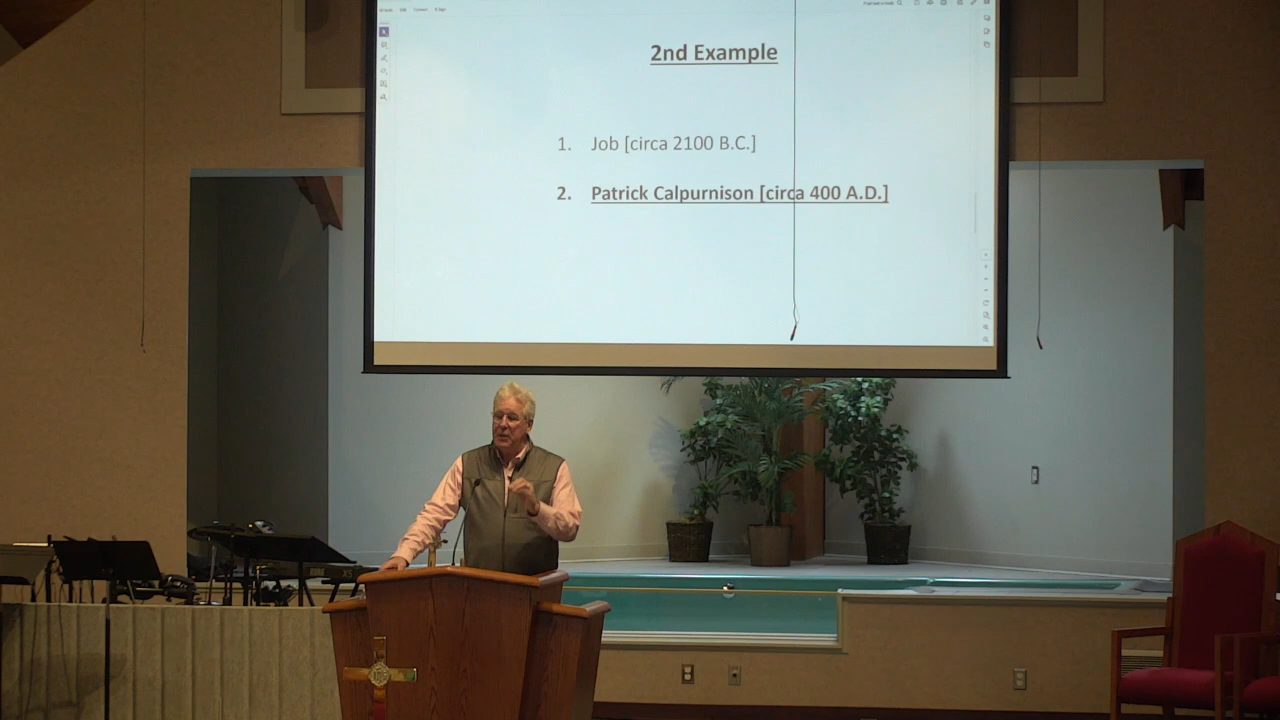 2nd Example
1. Job [circa 2100 B.C.]
2. Patrick Calpurnison [circa 400 A.D.]